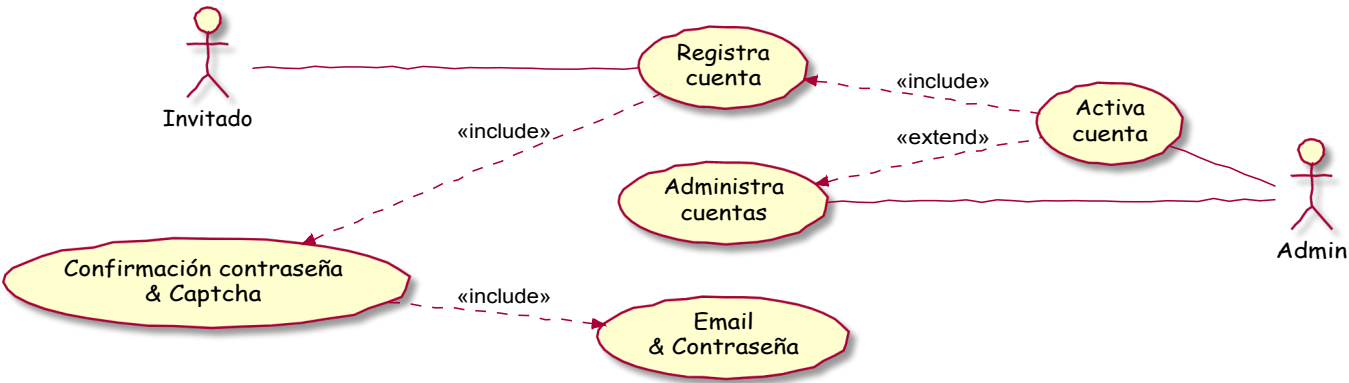 Invitado
Registra
cuenta
«include»
Activa
cuenta
«include»
«extend»
Administra
cuentas
Admin
Confirmación contraseña
& Captcha
«include»
Email
& Contraseña